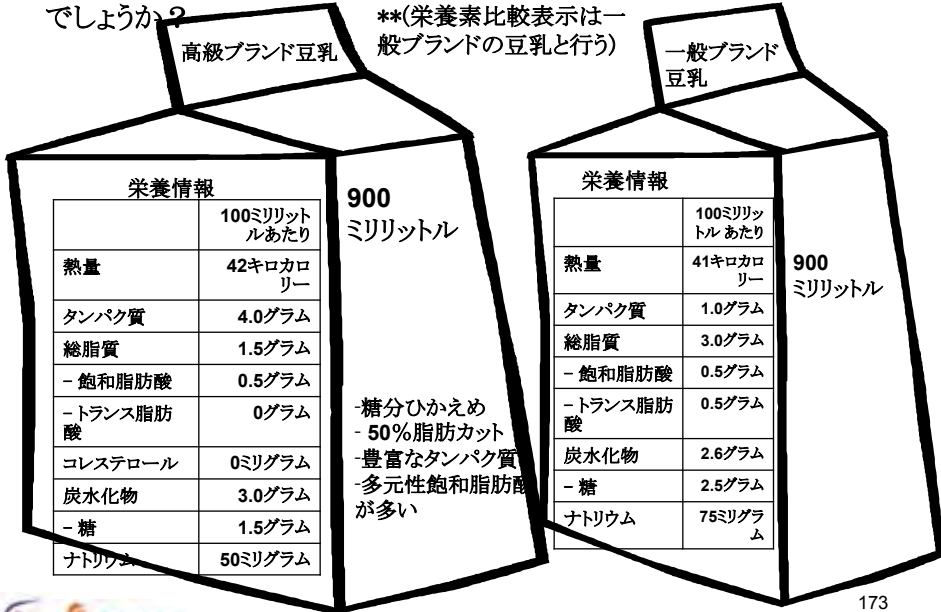 でしょうか？
**(栄養素比較表示は一
般ブランドの豆乳と行う)
高級ブランド豆乳
栄養情報
100ミリリット
ルあたり
熱量 42キロカロ
リー
タンパク質 4.0グラム
総脂質 1.5グラム
– 飽和脂肪酸 0.5グラム
– トランス脂肪
酸 0グラム
コレステロール 0ミリグラム
炭水化物 3.0グラム
– 糖 1.5グラム
ナトリウム 50ミリグラム
900
ミリリットル
-糖分ひかえめ
- 50％脂肪カット
-豊富なタンパク質
-多元性飽和脂肪酸
が多い
一般ブランド
豆乳
栄養情報
100ミリリッ
トル あたり
熱量 41キロカロ
リー
タンパク質 1.0グラム
総脂質 3.0グラム
– 飽和脂肪酸 0.5グラム
– トランス脂肪
酸 0.5グラム
炭水化物 2.6グラム
– 糖 2.5グラム
ナトリウム 75ミリグラ
ム
900
ミリリットル
173